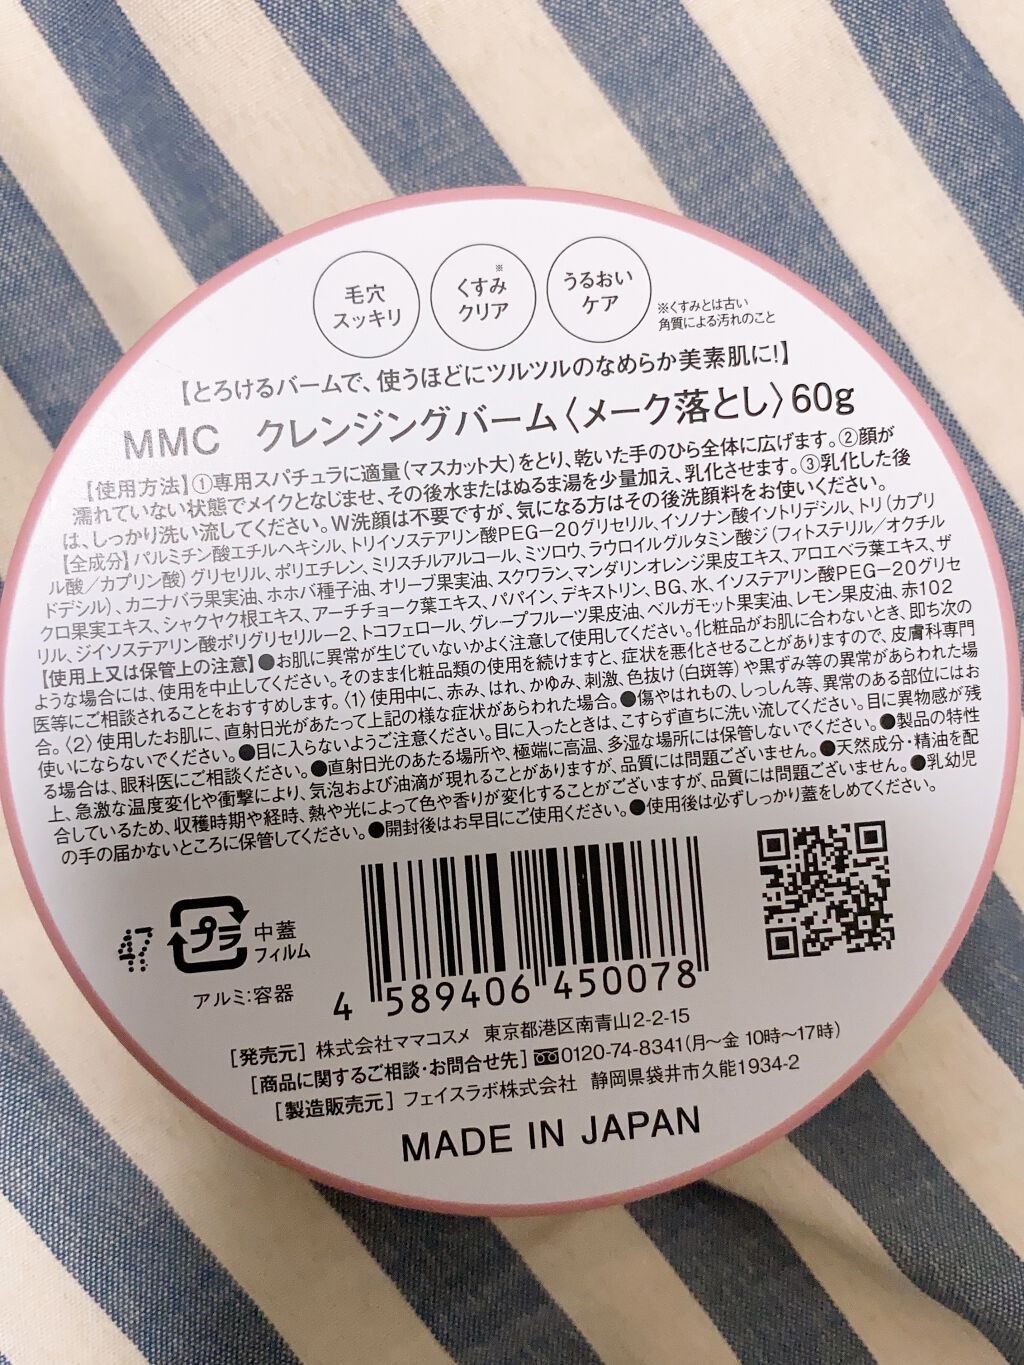 毛穴
スッキリ
※
くすみ
クリア
うるおい
ケア
※くすみとは古い
角質による汚れのこと
【とろけるバームで、使うほどにツルツルのなめらか美素肌に!】
MMC クレンジングバーム〈メーク落とし〉60g
【使用方法】①専用スパチュラに適量(マスカット大)をとり、乾いた手のひら全体に広げます。②顔が
濡れていない状態でメイクとなじませ、その後水またはぬるま湯を少量加え、乳化させます。③乳化した後
は、しっかり洗い流してください。W洗顔は不要ですが、気になる方はその後洗顔料をお使いください。
【全成分】パルミチン酸エチルヘキシル、トリイソステアリン酸PEG-20グリセリル、イソノナン酸イソトリデシル、トリ(カプリ
ル酸/カプリン酸)グリセリル、ポリエチレン、ミリスチルアルコール、ミツロウ、ラウロイルグルタミン酸ジ(フィトステリル/オクチル
ドデシル)、カニナバラ果実油、ホホバ種子油、オリーブ果実油、スクワラン、マンダリンオレンジ果皮エキス、アロエベラ葉エキス、ザ
クロ果実エキス、シャクヤク根エキス、アーチチョーク葉エキス、パパイン、デキストリン、BG、水、イソステアリン酸PEG-20グリセ
リル、ジイソステアリン酸ポリグリセリル-2、トコフェロール、グレープフルーツ果皮油、ベルガモット果実油、レモン果皮油、赤102
【使用上又は保管上の注意】●お肌に異常が生じていないかよく注意して使用してください。化粧品がお肌に合わないとき、即ち次の
ような場合には、使用を中止してください。そのまま化粧品類の使用を続けますと、症状を悪化させることがありますので、皮膚科専門
医等にご相談されることをおすすめします。〈1〉使用中に、赤み、はれ、かゆみ、刺激、色抜け(白斑等)や黒ずみ等の異常があらわれた場
合。〈2〉使用したお肌に、直射日光があたって上記の様な症状があらわれた場合。●傷やはれもの、しっしん等、異常のある部位にはお
使いにならないでください。●目に入らないようご注意ください。目に入ったときは、こすらず直ちに洗い流してください。目に異物感が残
る場合は、眼科医にご相談ください。●直射日光のあたる場所や、極端に高温、多湿な場所には保管しないでください。●製品の特性
上、急激な温度変化や衝撃により、気泡および油滴が現れることがありますが、品質には問題ございません。●天然成分・精油を配
合しているため、収穫時期や経時、熱や光によって色や香りが変化することがございますが、品質には問題ございません。●乳幼児
の手の届かないところに保管してください。●開封後はお早目にご使用ください。●使用後は必ずしっかり蓋をしめてください。
47
プラ
中蓋
フィルム
アルミ:容器
4 589406 450078
[発売元] 株式会社ママコスメ 東京都港区南青山2-2-15
[商品に関するご相談・お問合せ先] 0120-74-8341(月〜金 10時〜17時)
[製造販売元] フェイスラボ株式会社 静岡県袋井市久能1934-2
MADE IN JAPAN